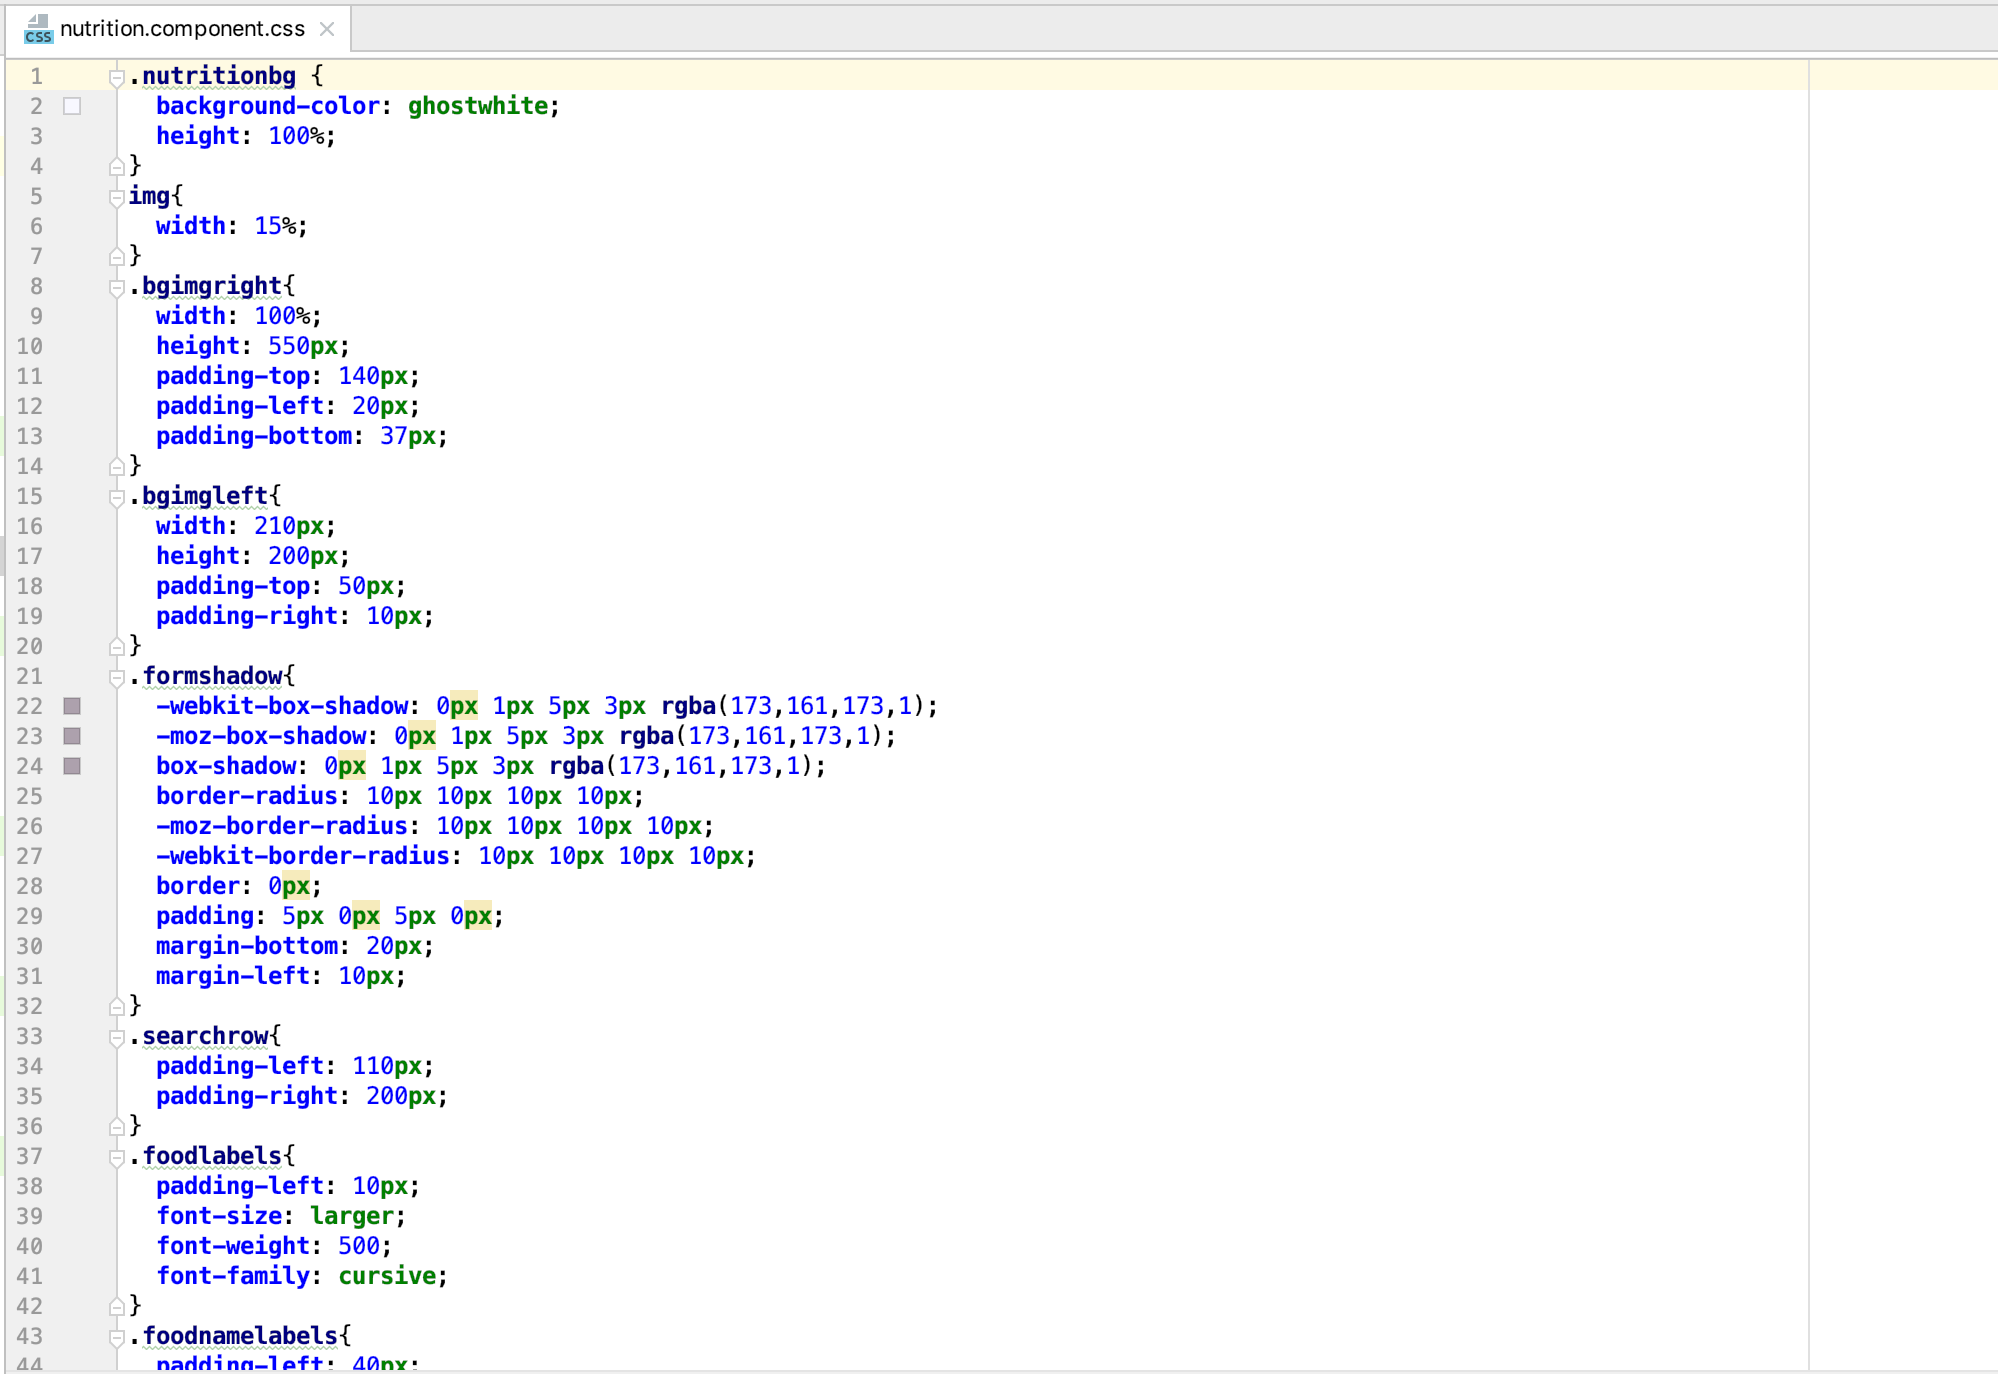 CSS nutrition.component.css
1 .nutritionbg {
2 background-color: ghostwhite;
3 height: 100%;
4 }
5 img{
6 width: 15%;
7 }
8 .bgimgright{
9 width: 100%;
10 height: 550px;
11 padding-top: 140px;
12 padding-left: 20px;
13 padding-bottom: 37px;
14 }
15 .bgimgleft{
16 width: 210px;
17 height: 200px;
18 padding-top: 50px;
19 padding-right: 10px;
20 }
21 .formshadow{
22 -webkit-box-shadow: 0px 1px 5px 3px rgba(173,161,173,1);
23 -moz-box-shadow: 0px 1px 5px 3px rgba(173,161,173,1);
24 box-shadow: 0px 1px 5px 3px rgba(173,161,173,1);
25 border-radius: 10px 10px 10px 10px;
26 -moz-border-radius: 10px 10px 10px 10px;
27 -webkit-border-radius: 10px 10px 10px 10px;
28 border: 0px;
29 padding: 5px 0px 5px 0px;
30 margin-bottom: 20px;
31 margin-left: 10px;
32 }
33 .searchrow{
34 padding-left: 110px;
35 padding-right: 200px;
36 }
37 .foodlabels{
38 padding-left: 10px;
39 font-size: larger;
40 font-weight: 500;
41 font-family: cursive;
42 }
43 .foodnamelabels{
44 padding-left: 40px;